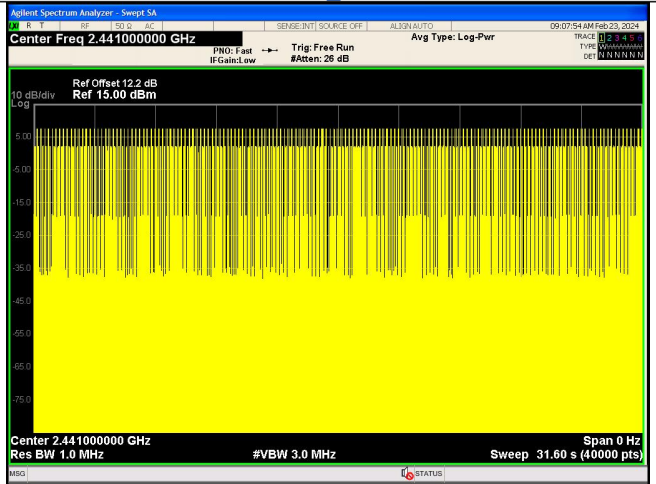 Agilent Spectrum Analyzer - Swept SA
LXI R T RF 50 Ω AC SENSE:INT SOURCE OFF ALIGN AUTO 09:07:54 AM Feb 23, 2024
Center Freq 2.441000000 GHz Avg Type: Log-Pwr TRACE 1 2 3 4 5 6
PNO: Fast Trig: Free Run TYPE W
IFGain:Low #Atten: 26 dB DET N N N N N N
Ref Offset 12.2 dB
10 dB/div Ref 15.00 dBm
Log
5.00
-5.00
-15.0
-25.0
-35.0
-45.0
-55.0
-65.0
-75.0
Center 2.441000000 GHz Span 0 Hz
Res BW 1.0 MHz #VBW 3.0 MHz Sweep 31.60 s (40000 pts)
MSG STATUS